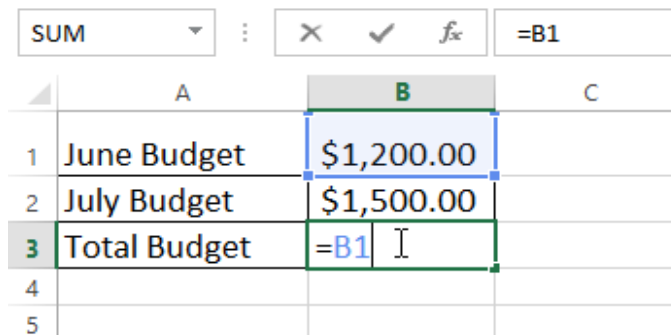 SUM fx =B1
A B C
1 June Budget $1,200.00
2 July Budget $1,500.00
3 Total Budget =B1
4
5